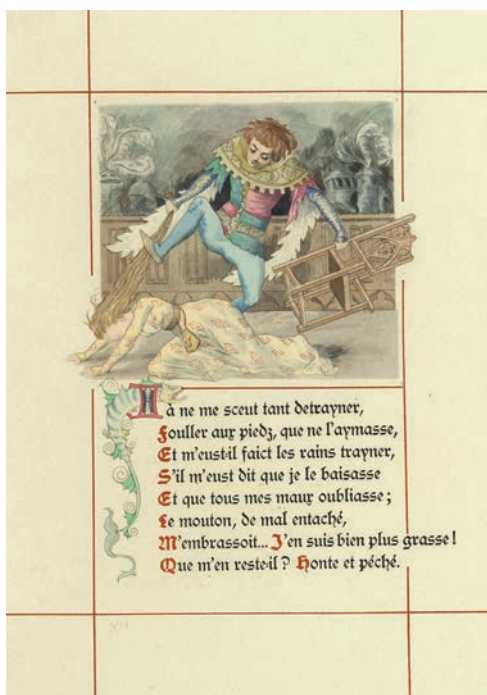 Jà ne me sceut tant detrayner,
Fouller aux piedz, que ne l'aymasse,
Et m'eust-il faict les rains trayner,
S'il m'eust dit que je le baisasse
Et que tous mes maux oubliasse ;
Le mouton, de mal entaché,
M'embrassoit... J'en suis bien plus grasse !
Que m'en reste-il ? Honte et péché.